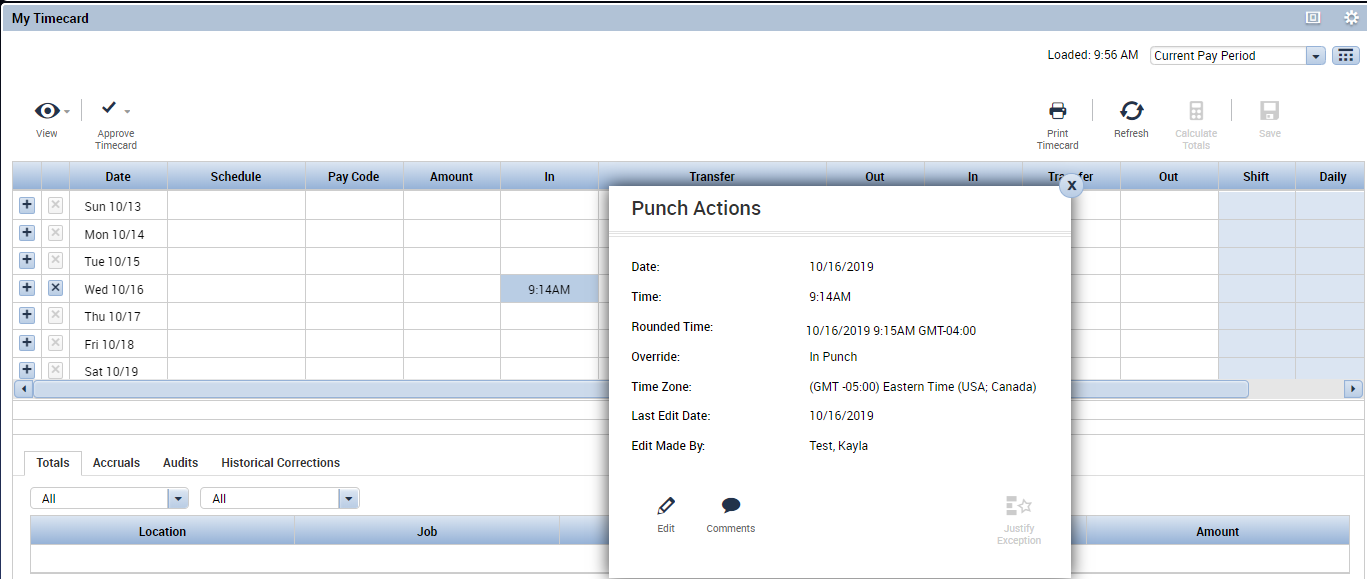 My Timecard
Loaded: 9:56 AM Current Pay Period
View
Approve
Timecard
Print
Timecard
Refresh
Calculate
Totals
Save
Date Schedule Pay Code Amount In Transfer Out In Tra fer Out Shift Daily
Sun 10/13
Mon 10/14
Tue 10/15
Wed 10/16 9:14AM
Thu 10/17
Fri 10/18
Sat 10/19
X
Punch Actions
Date: 10/16/2019
Time: 9:14AM
Rounded Time: 10/16/2019 9:15AM GMT-04:00
Override: In Punch
Time Zone: (GMT -05:00) Eastern Time (USA; Canada)
Last Edit Date: 10/16/2019
Edit Made By: Test, Kayla
Edit
Comments
Justify
Exception
Totals Accruals Audits Historical Corrections
All All
Location Job Amount